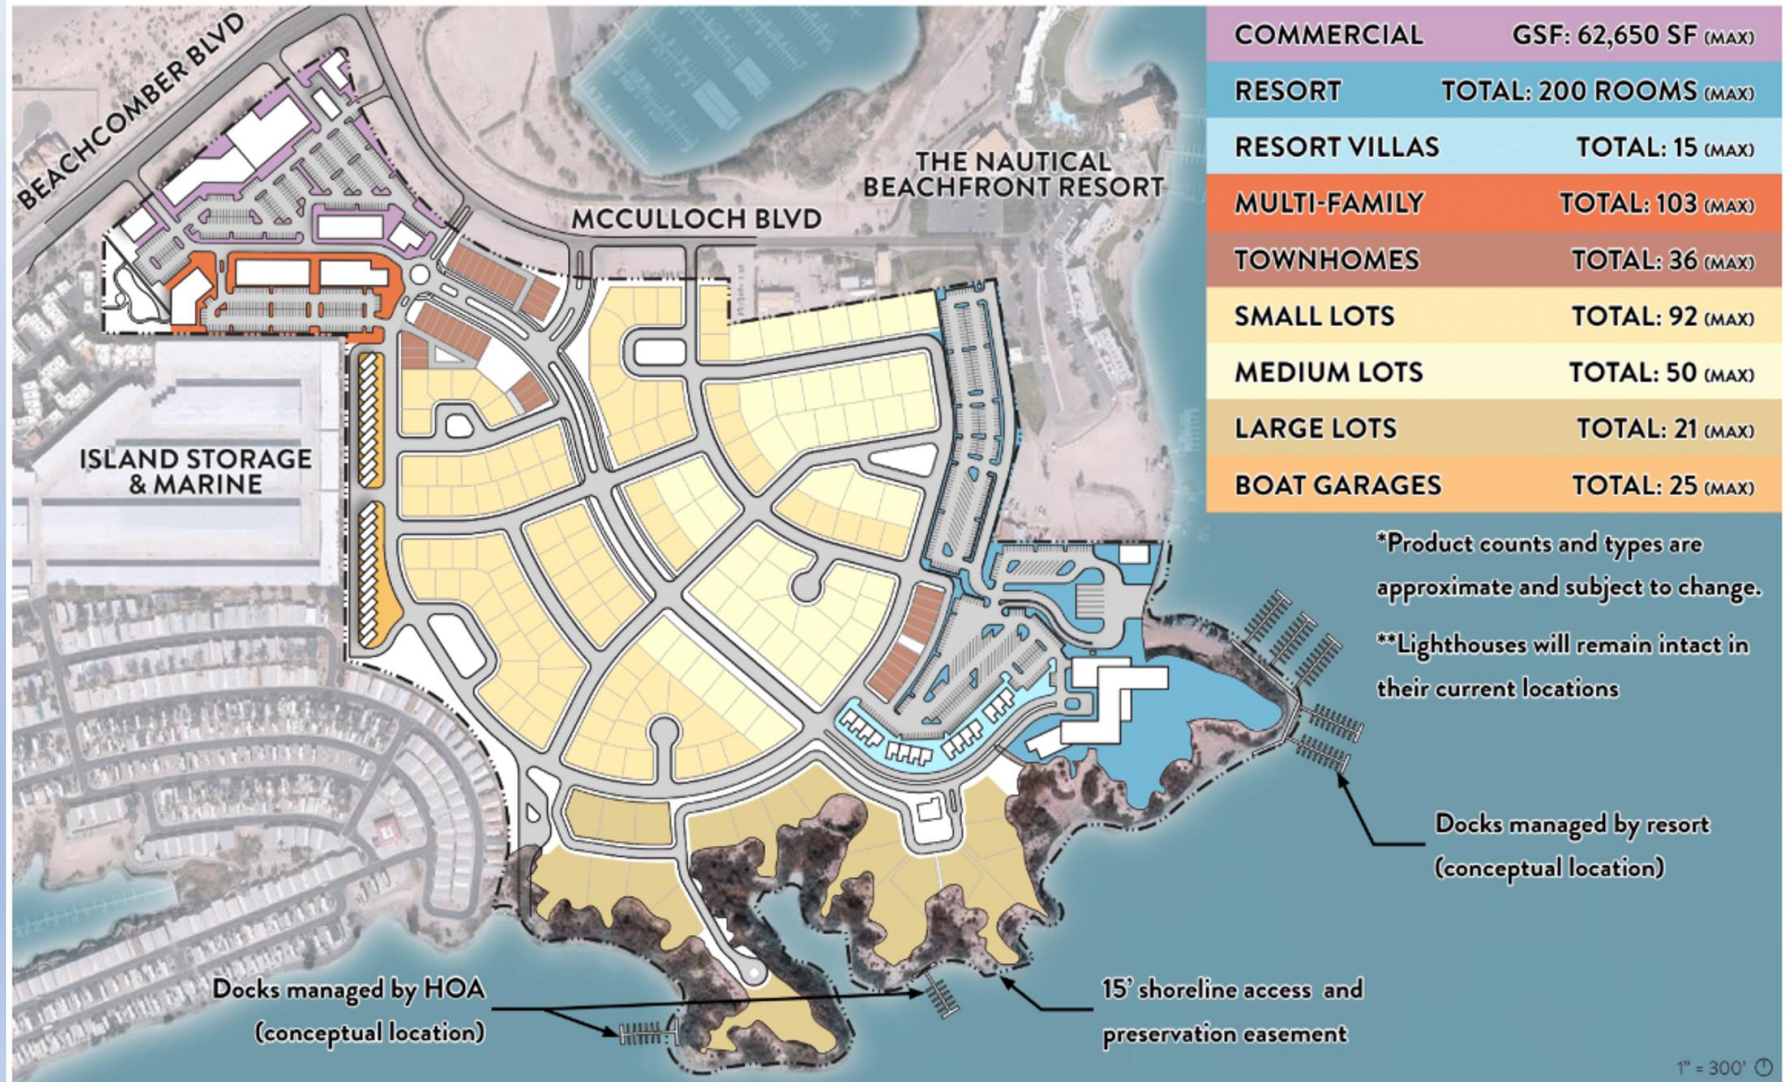 BEACHCOMBER BLVD
MCCULLOCH BLVD
THE NAUTICAL
BEACHFRONT RESORT
ISLAND STORAGE
& MARINE
COMMERCIAL GSF: 62,650 SF (MAX)
RESORT TOTAL: 200 ROOMS (MAX)
RESORT VILLAS TOTAL: 15 (MAX)
MULTI-FAMILY TOTAL: 103 (MAX)
TOWNHOMES TOTAL: 36 (MAX)
SMALL LOTS TOTAL: 92 (MAX)
MEDIUM LOTS TOTAL: 50 (MAX)
LARGE LOTS TOTAL: 21 (MAX)
BOAT GARAGES TOTAL: 25 (MAX)
*Product counts and types are
approximate and subject to change.
**Lighthouses will remain intact in
their current locations
Docks managed by resort
(conceptual location)
Docks managed by HOA
(conceptual location)
15' shoreline access and
preservation easement
1" = 300'